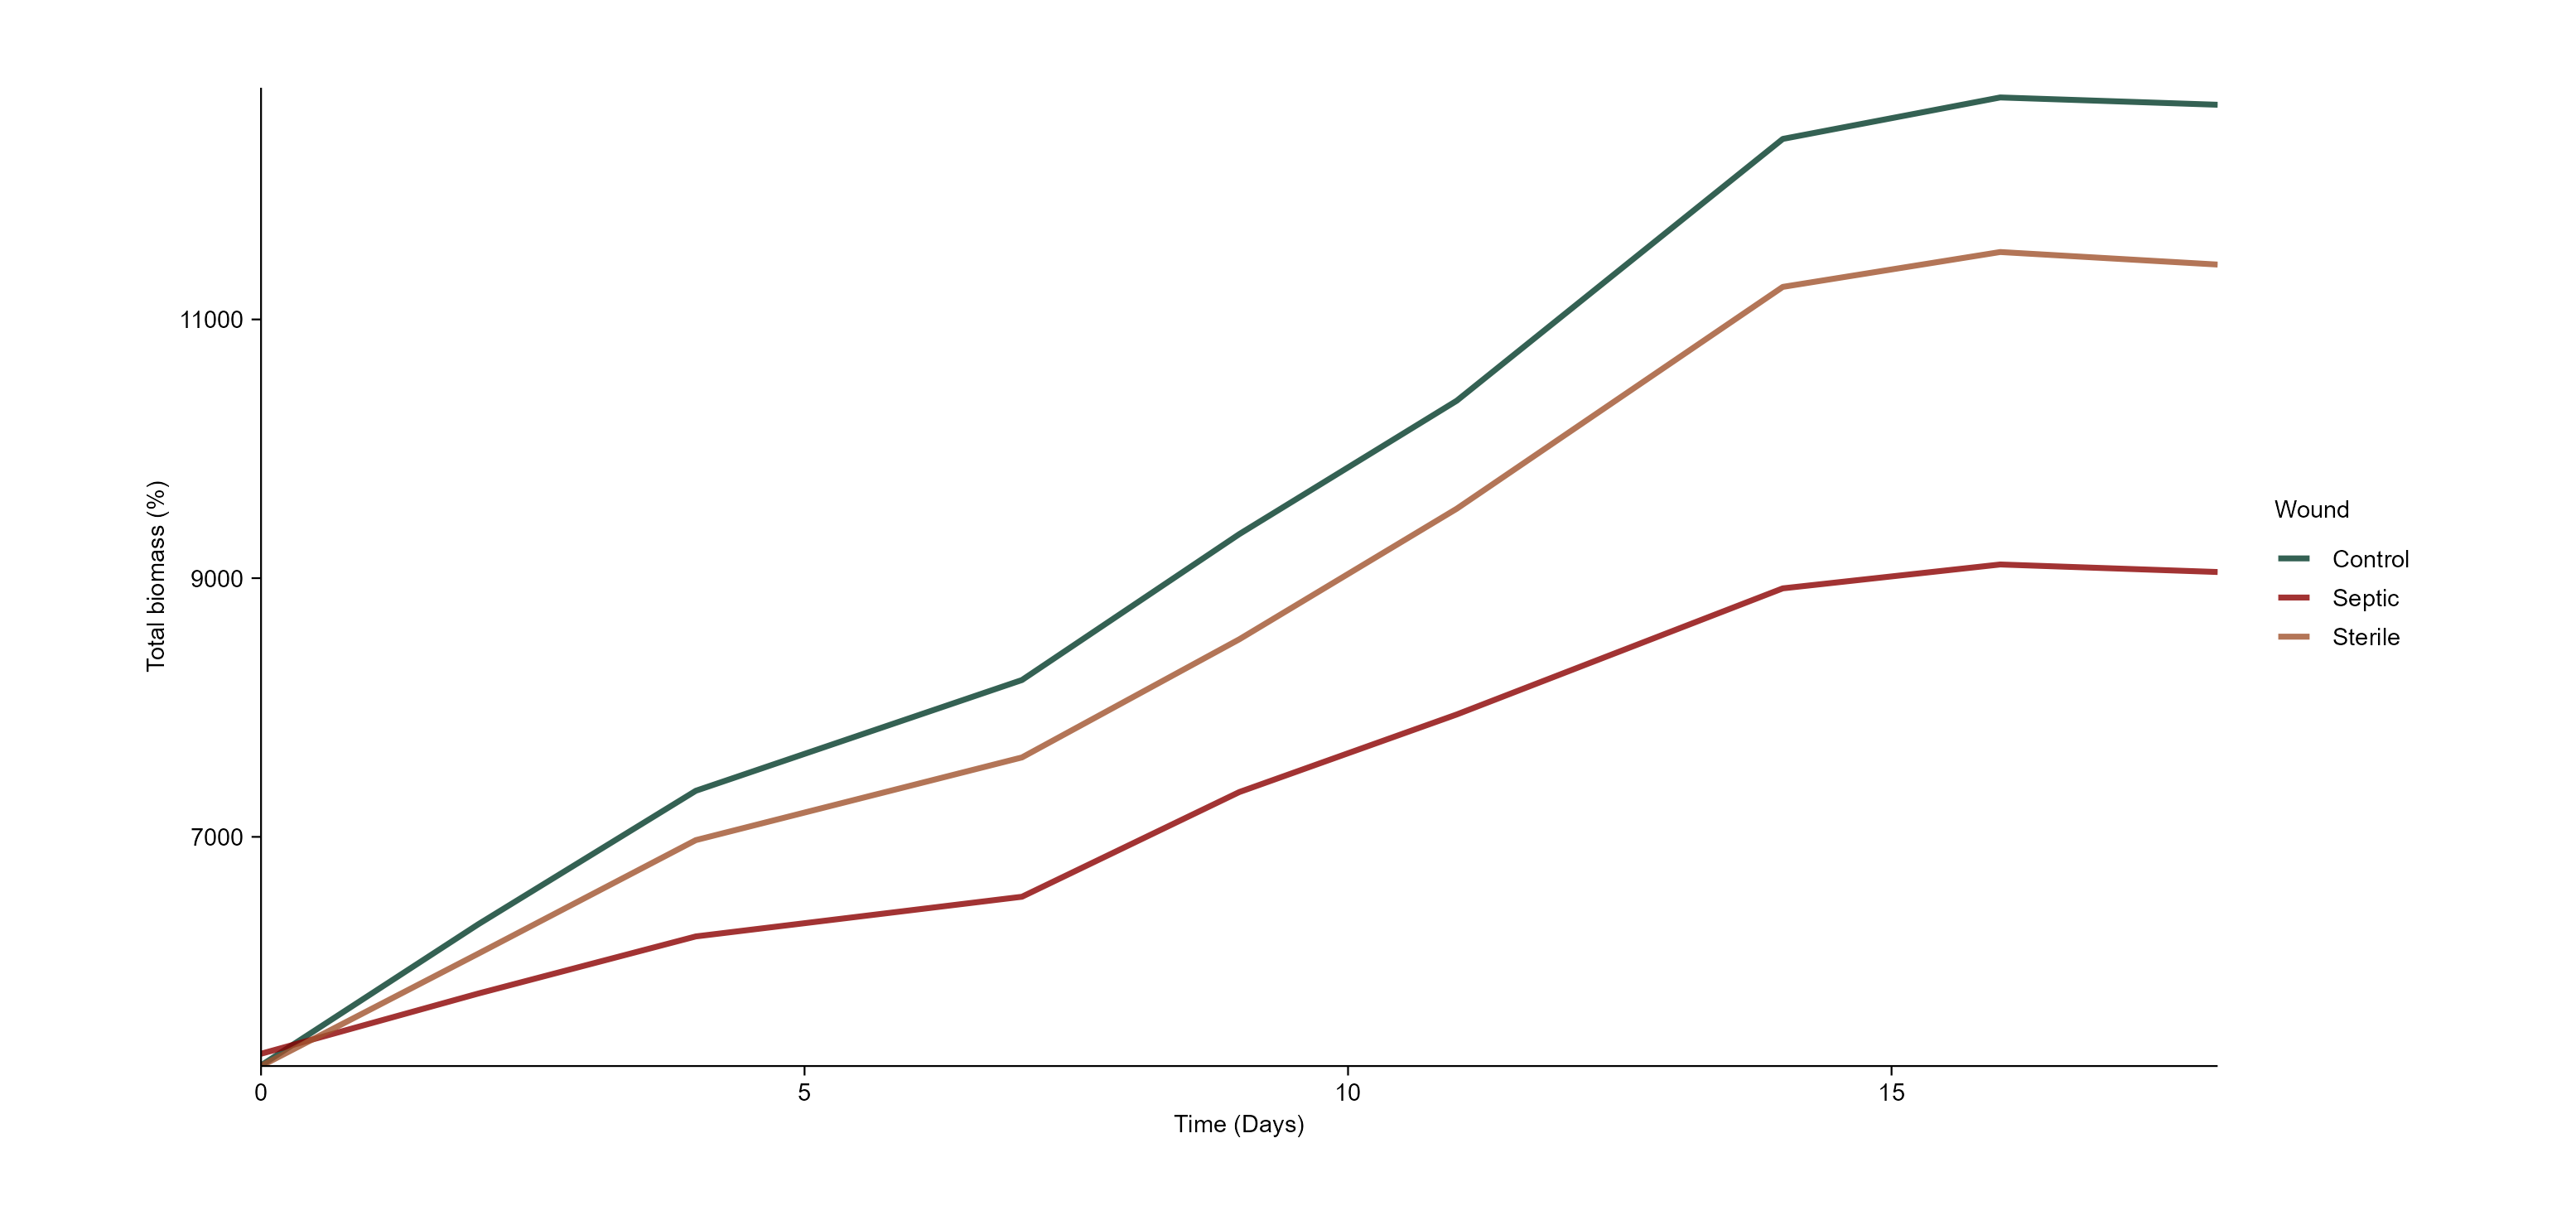 11000
9000
7000
Total biomass (%)
0 5 10 15
Time (Days)
Wound
Control
Septic
Sterile